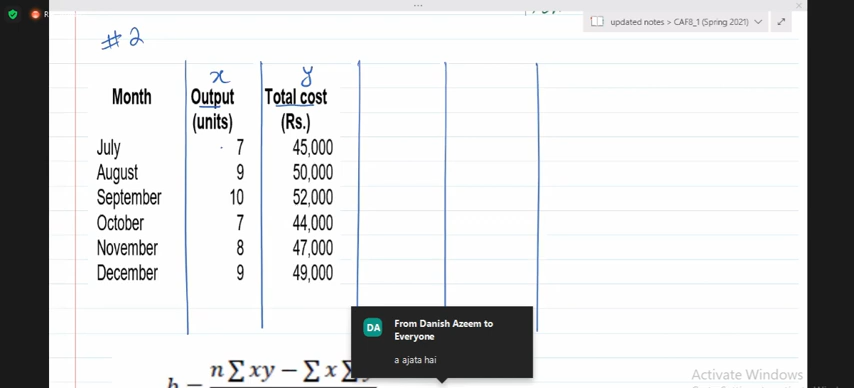 updated notes > CAF8_1 (Spring 2021)
#2
x y
Month Output Total cost
(units) (Rs.)
July 7 45,000
August 9 50,000
September 10 52,000
October 7 44,000
November 8 47,000
December 9 49,000
DA From Danish Azeem to
Everyone
a ajata hai
n∑xy − ∑x∑
Activate Windows